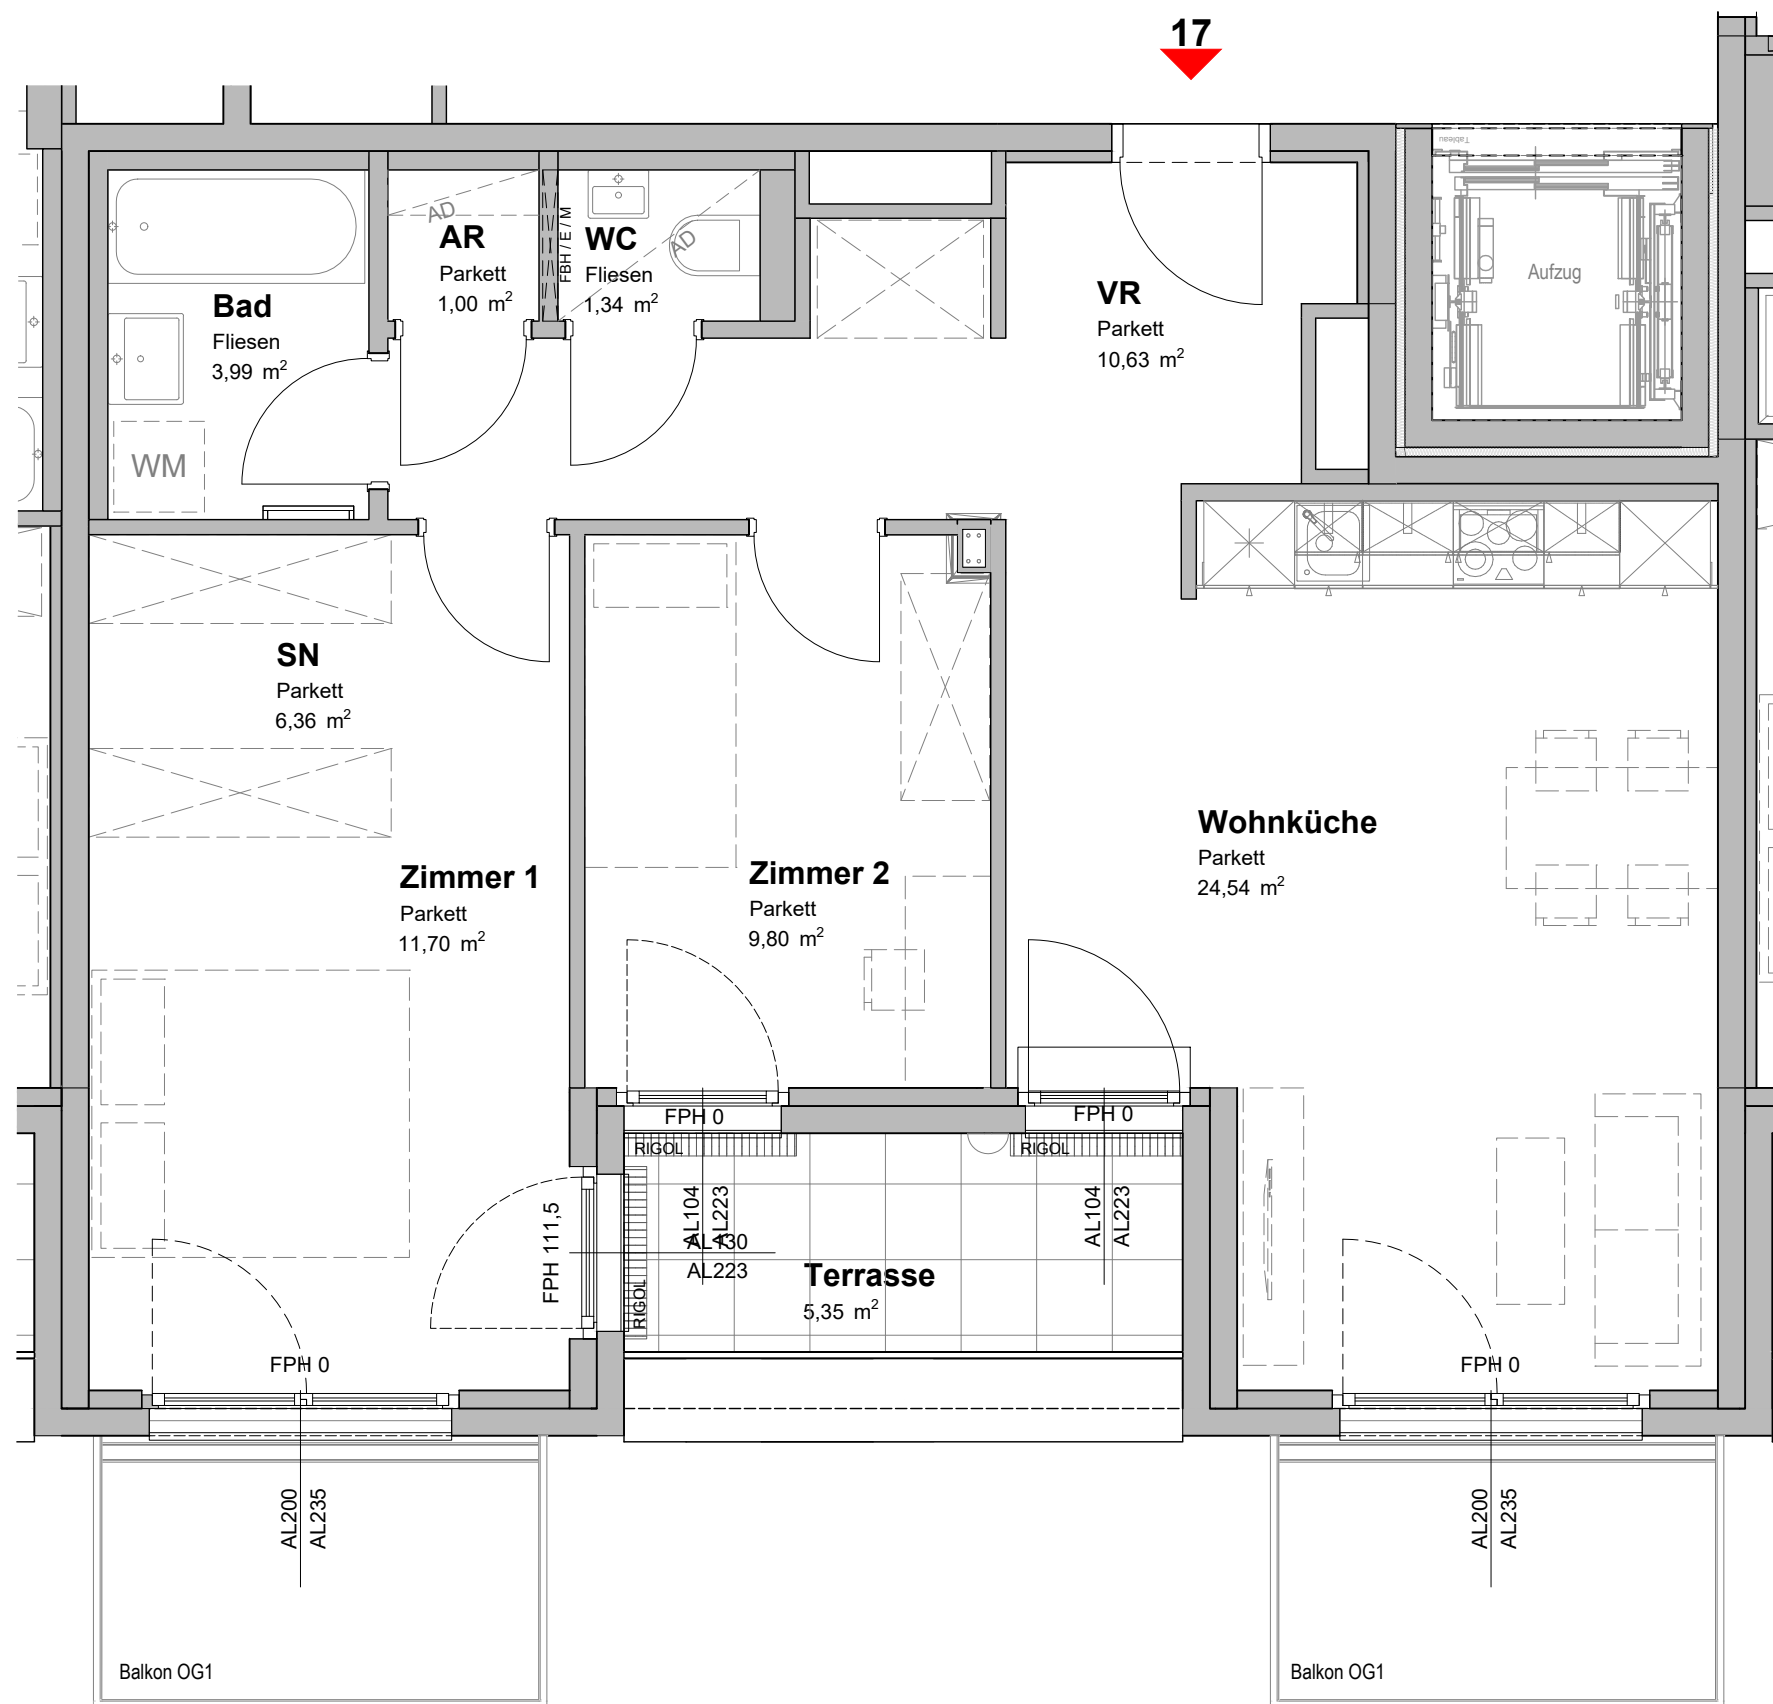 17
Tableau
Aufzug
AD
AR
Parkett
1,00 m²
FBH / E / M
WC
AD
Fliesen
1,34 m²
VR
Parkett
10,63 m²
Bad
Fliesen
3,99 m²
WM
SN
Parkett
6,36 m²
Zimmer 1
Parkett
11,70 m²
Zimmer 2
Parkett
9,80 m²
Wohnküche
Parkett
24,54 m²
FPH 0
FPH 0
RIGOL
RIGOL
AL104
AL223
AL104
AL223
FPH 111,5
AL130
AL223
RIGOL
Terrasse
5,35 m²
FPH 0
FPH 0
AL200
AL235
AL200
AL235
Balkon OG1
Balkon OG1